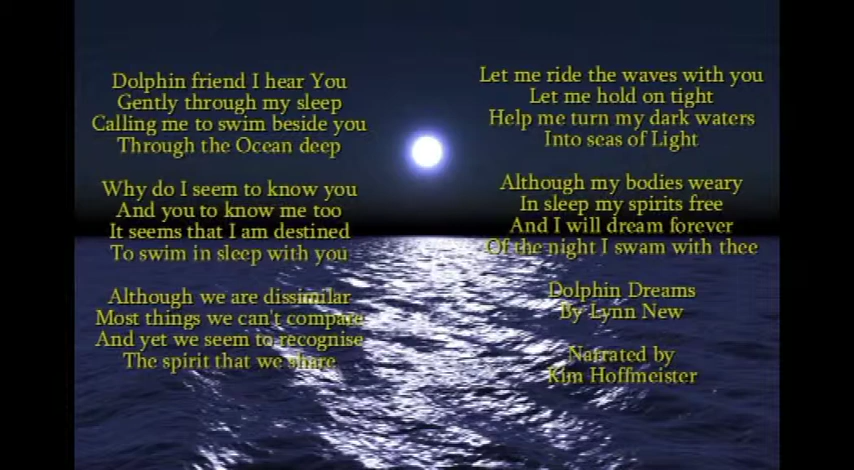 Dolphin friend I hear You
Gently through my sleep
Calling me to swim beside you
Through the Ocean deep
Why do I seem to know you
And you to know me too
It seems that I am destined
To swim in sleep with you
Although we are dissimilar
Most things we can't compare
And yet we seem to recognise
The spirit that we share
Let me ride the waves with you
Let me hold on tight
Help me turn my dark waters
Into seas of Light
Although my bodies weary
In sleep my spirits free
And I will dream forever
Of the night I swam with thee
Dolphin Dreams
By Lynn New
Narrated by
Kim Hoffmeister